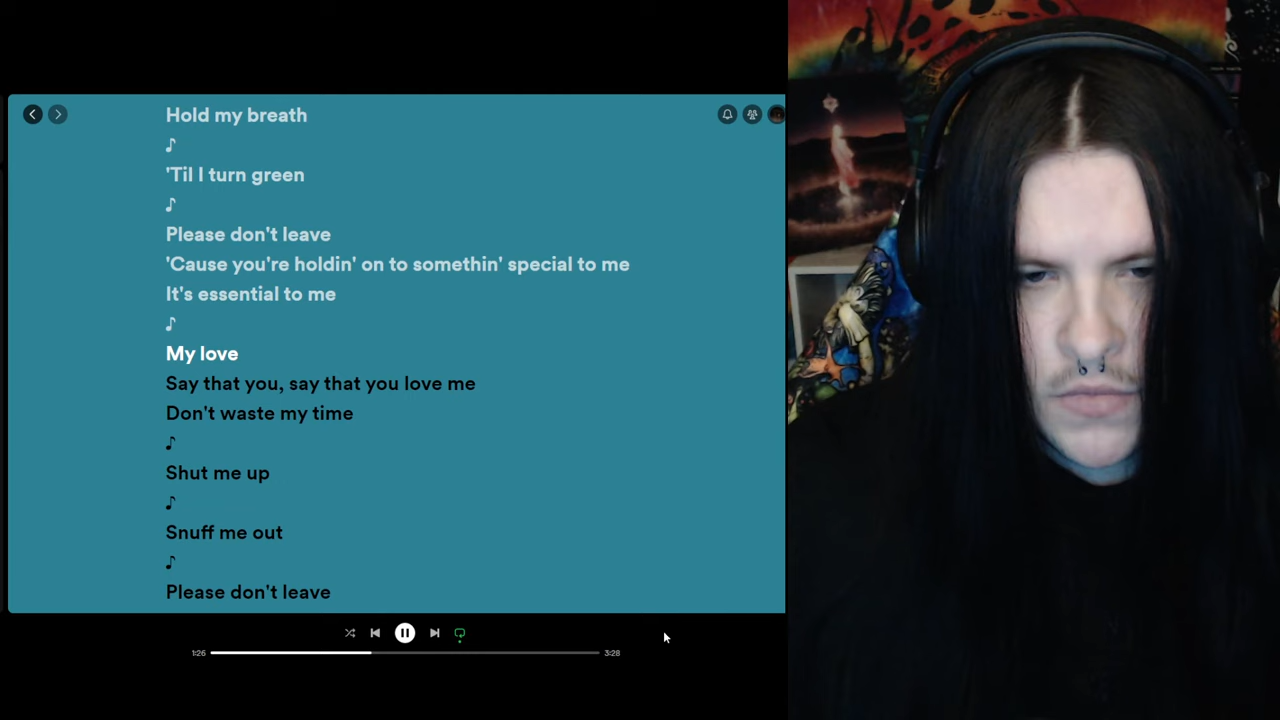 Hold my breath
♪
'Til I turn green
♪
Please don't leave
'Cause you're holdin' on to somethin' special to me
It's essential to me
♪
My love
Say that you, say that you love me
Don't waste my time
♪
Shut me up
♪
Snuff me out
♪
Please don't leave
1:26
3:28